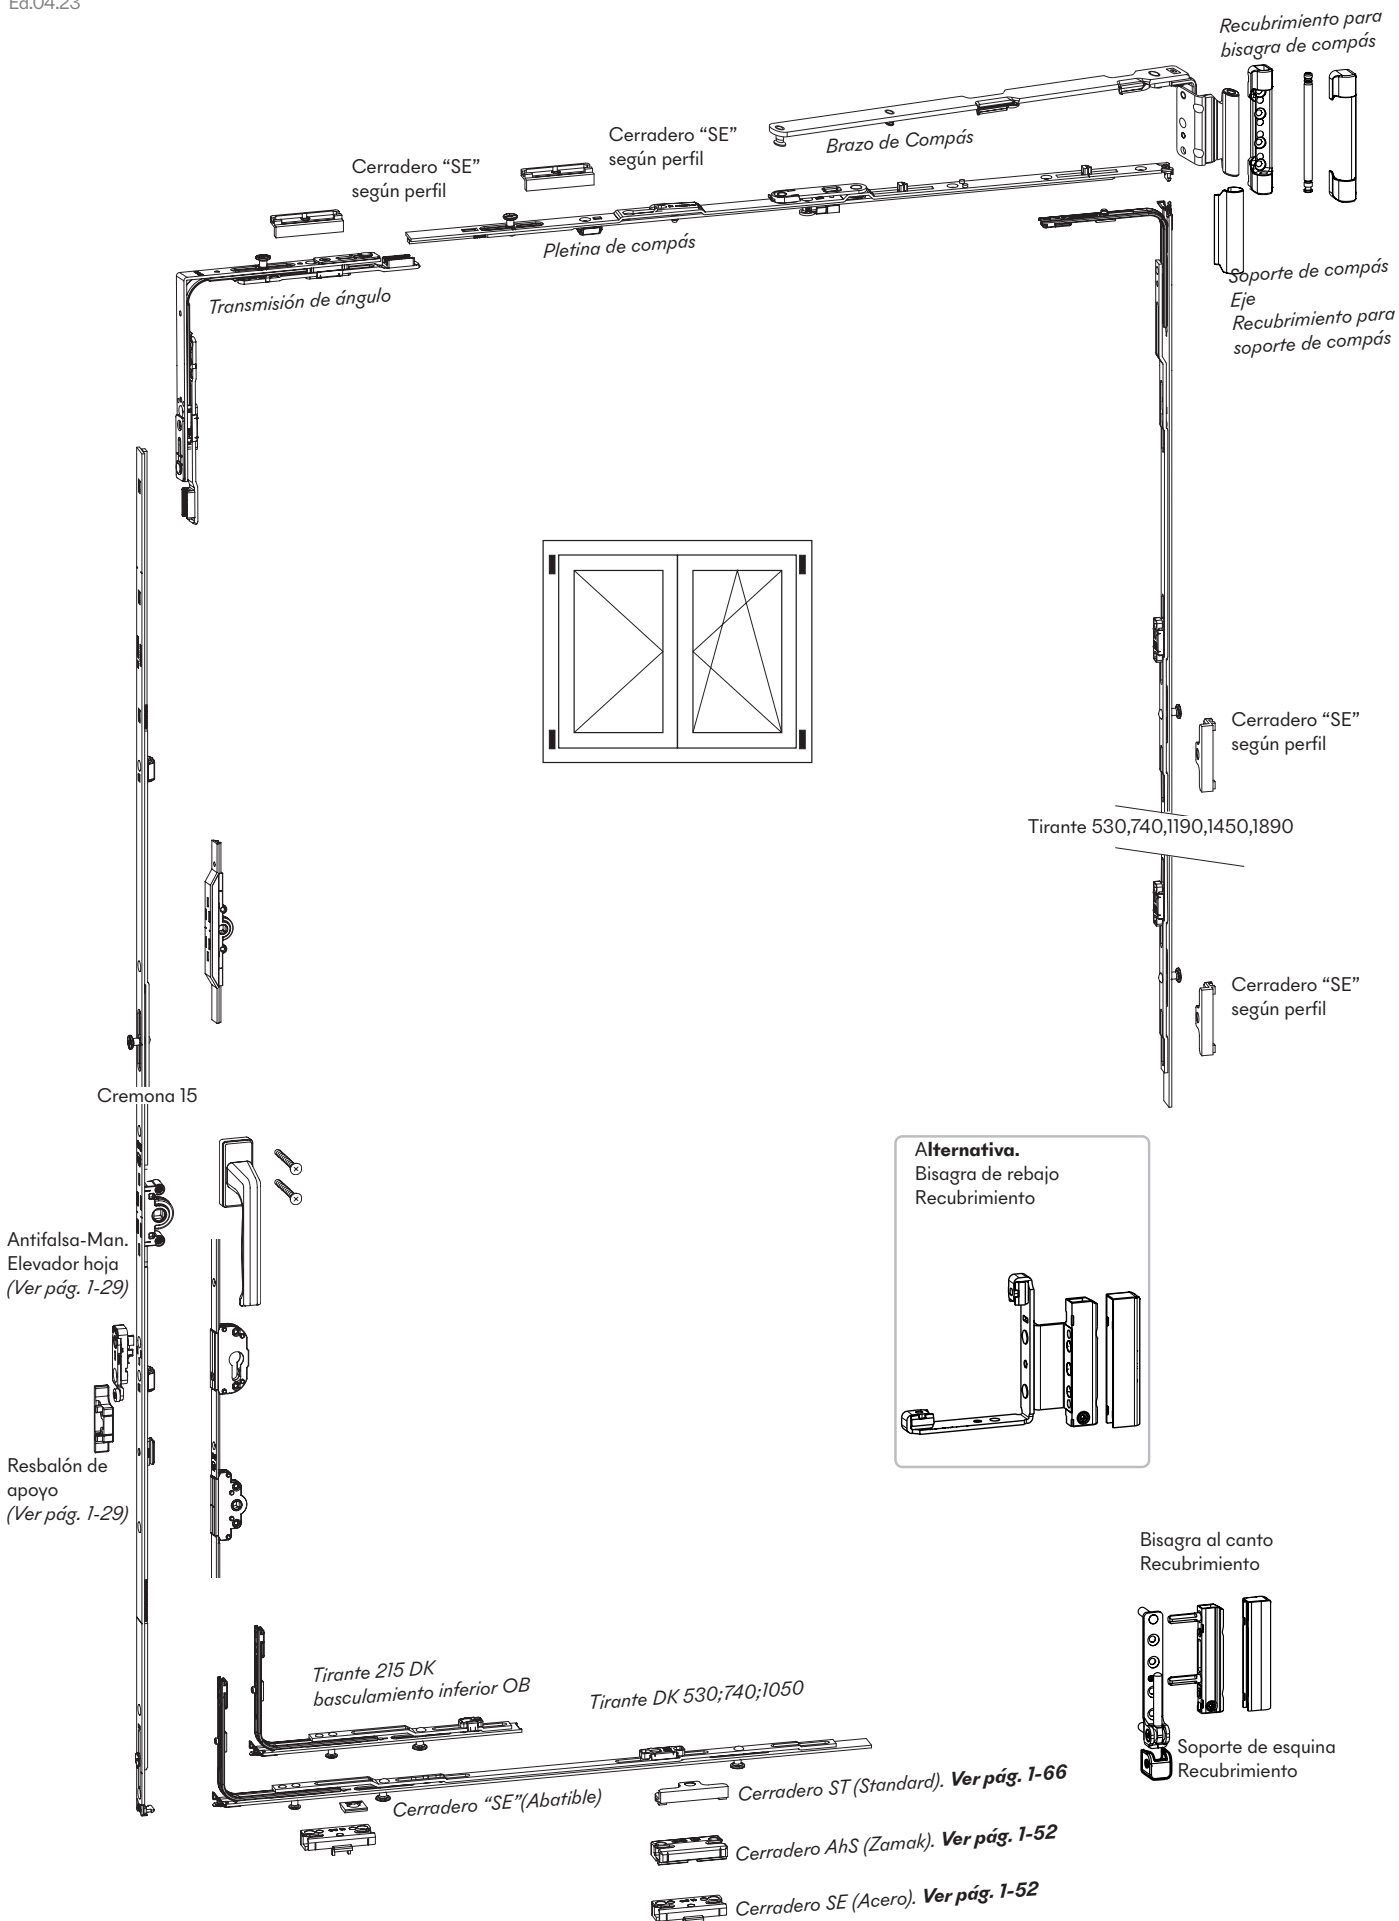 Ed.04.23
Recubrimiento para
bisagra de compás
Cerradero “SE”
según perfil
Cerradero “SE”
según perfil
Brazo de Compás
Pletina de compás
Transmisión de ángulo
Soporte de compás
Eje
Recubrimiento para
soporte de compás
Cerradero “SE”
según perfil
Tirante 530,740,1190,1450,1890
Cerradero “SE”
según perfil
Cremona 15
Alternativa.
Bisagra de rebajo
Recubrimiento
Antifalsa-Man.
Elevador hoja
(Ver pág. 1-29)
Resbalón de
apoyo
(Ver pág. 1-29)
Bisagra al canto
Recubrimiento
Tirante 215 DK
basculamiento inferior OB
Tirante DK 530;740;1050
Soporte de esquina
Recubrimiento
Cerradero “SE”(Abatible)
Cerradero ST (Standard). Ver pág. 1-66
Cerradero AhS (Zamak). Ver pág. 1-52
Cerradero SE (Acero). Ver pág. 1-52